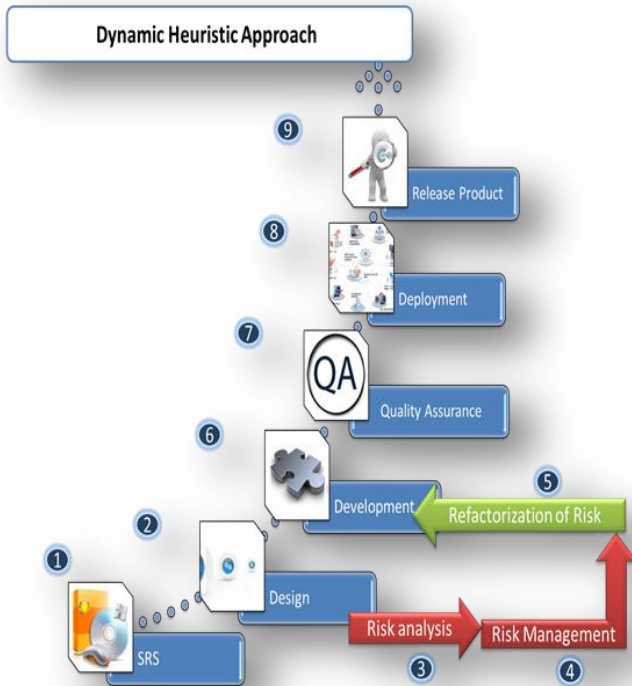 Dynamic Heuristic Approach
9
Release Product
8
Deployment
7
QA
Quality Assurance
6
Development
5
Refactorization of Risk
2
Design
1
SRS
Risk analysis
Risk Management
3
4